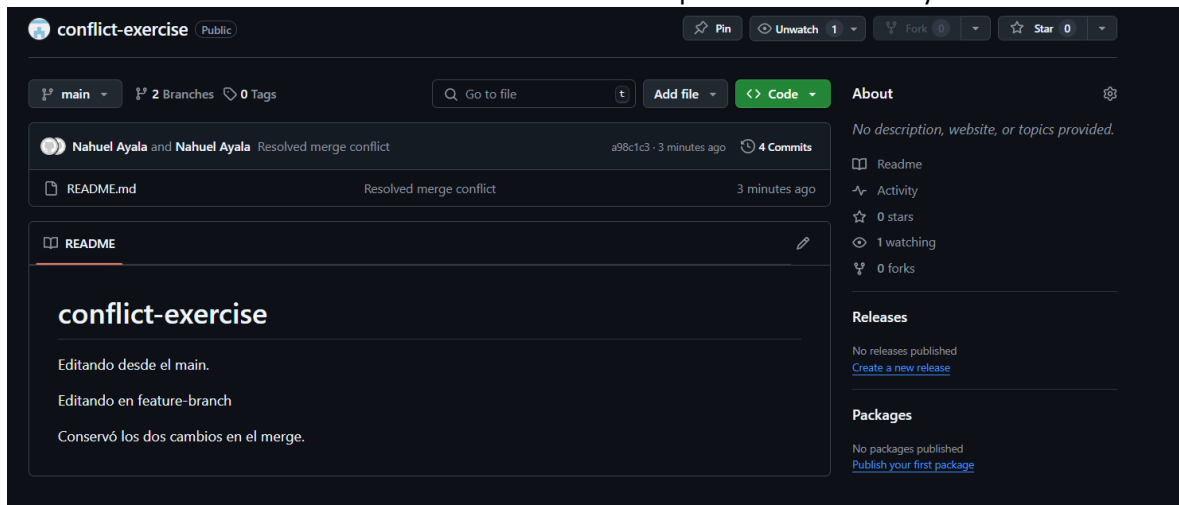 conflict-exercise Public
Pin
Unwatch 1
Fork 0
Star 0
main
2 Branches
0 Tags
Go to file
t
Add file
<> Code
Nahuel Ayala and Nahuel Ayala Resolved merge conflict
a98c1c3 · 3 minutes ago
4 Commits
README.md
Resolved merge conflict
3 minutes ago
README
conflict-exercise
Editando desde el main.
Editando en feature-branch
Conservó los dos cambios en el merge.
About
No description, website, or topics provided.
Readme
Activity
0 stars
1 watching
0 forks
Releases
No releases published
Create a new release
Packages
No packages published
Publish your first package